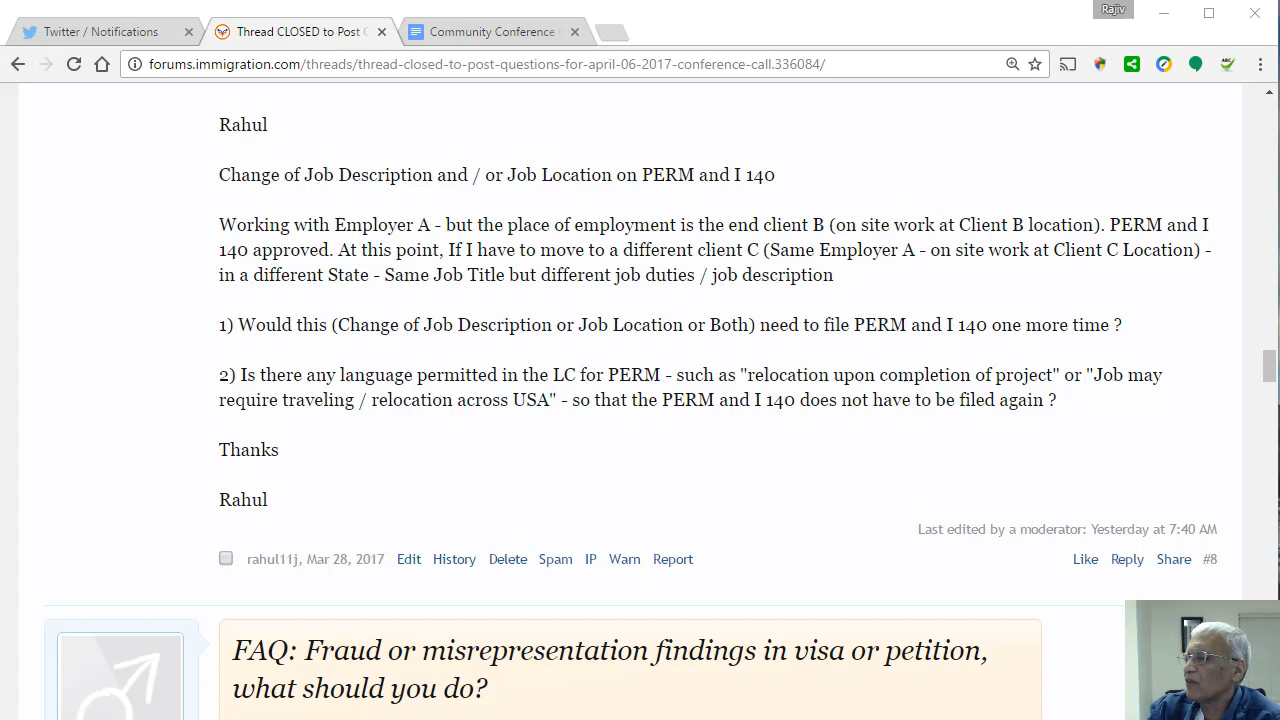 Rajiv
Twitter / Notifications
Thread CLOSED to Post
Community Conference
forums.immigration.com/threads/thread-closed-to-post-questions-for-april-06-2017-conference-call.336084/
ABC
Rahul
Change of Job Description and / or Job Location on PERM and I 140
Working with Employer A - but the place of employment is the end client B (on site work at Client B location). PERM and I
140 approved. At this point, If I have to move to a different client C (Same Employer A - on site work at Client C Location) -
in a different State - Same Job Title but different job duties / job description
1) Would this (Change of Job Description or Job Location or Both) need to file PERM and I 140 one more time ?
2) Is there any language permitted in the LC for PERM - such as "relocation upon completion of project" or "Job may
require traveling / relocation across USA" - so that the PERM and I 140 does not have to be filed again ?
Thanks
Rahul
Last edited by a moderator: Yesterday at 7:40 AM
rahul11j, Mar 28, 2017 Edit History Delete Spam IP Warn Report Like Reply Share #8
FAQ: Fraud or misrepresentation findings in visa or petition,
what should you do?